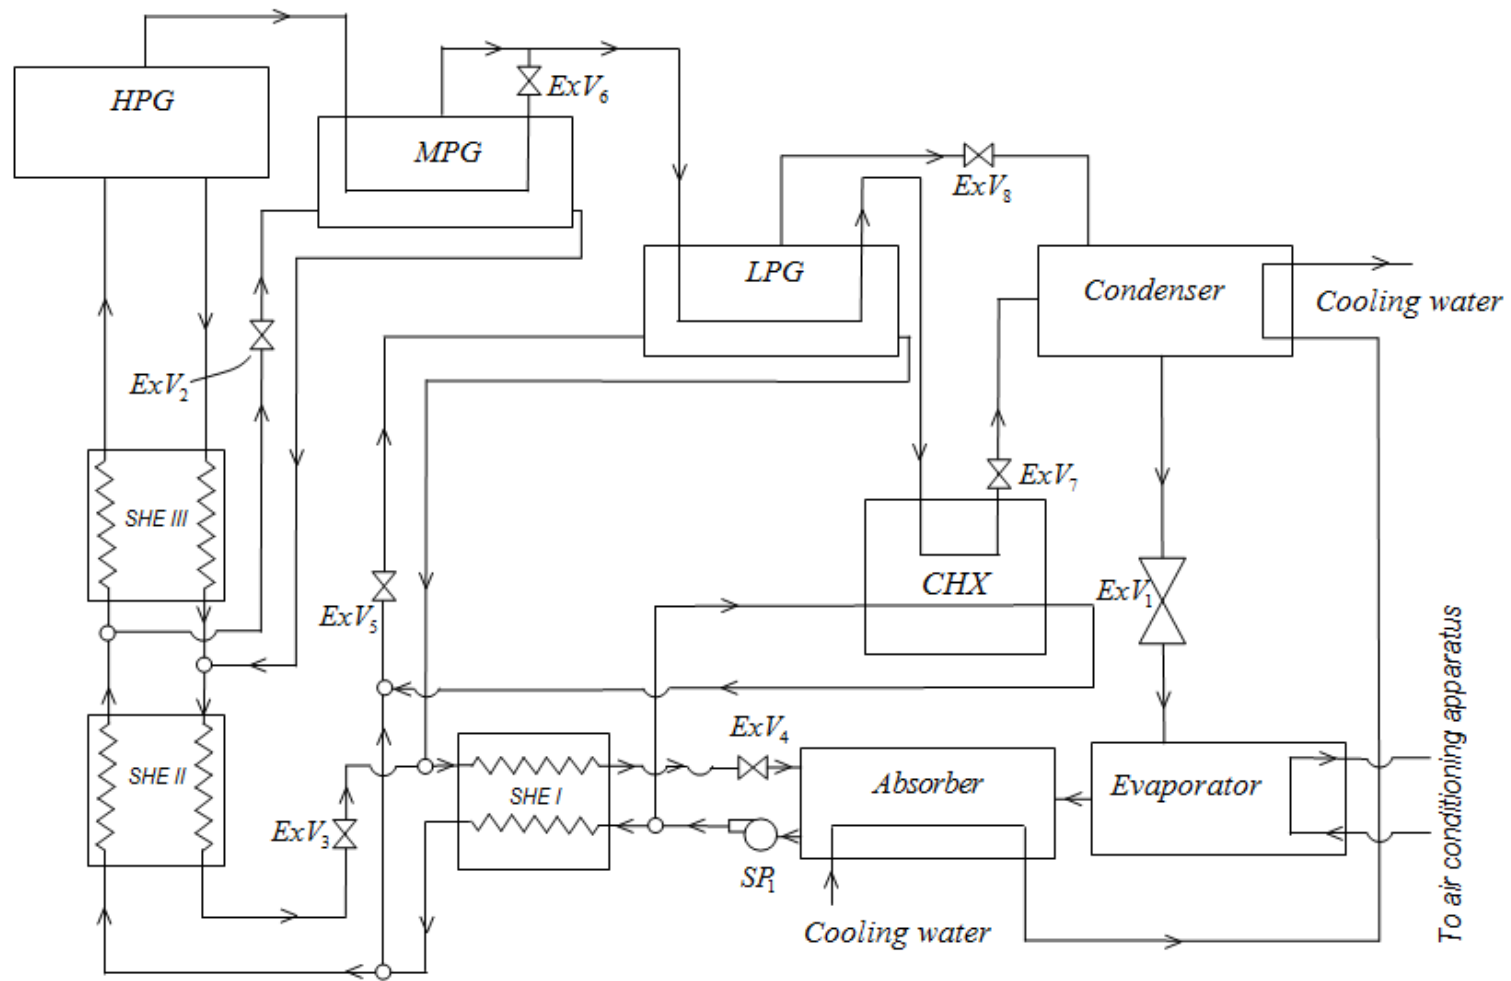 HPG
ExV6
MPG
ExV8
LPG
Condenser
Cooling water
ExV2
ExV7
SHE III
CHX
ExV1
ExV5
To air conditioning apparatus
ExV4
SHE II
SHE I
Absorber
Evaporator
ExV3
SP1
Cooling water